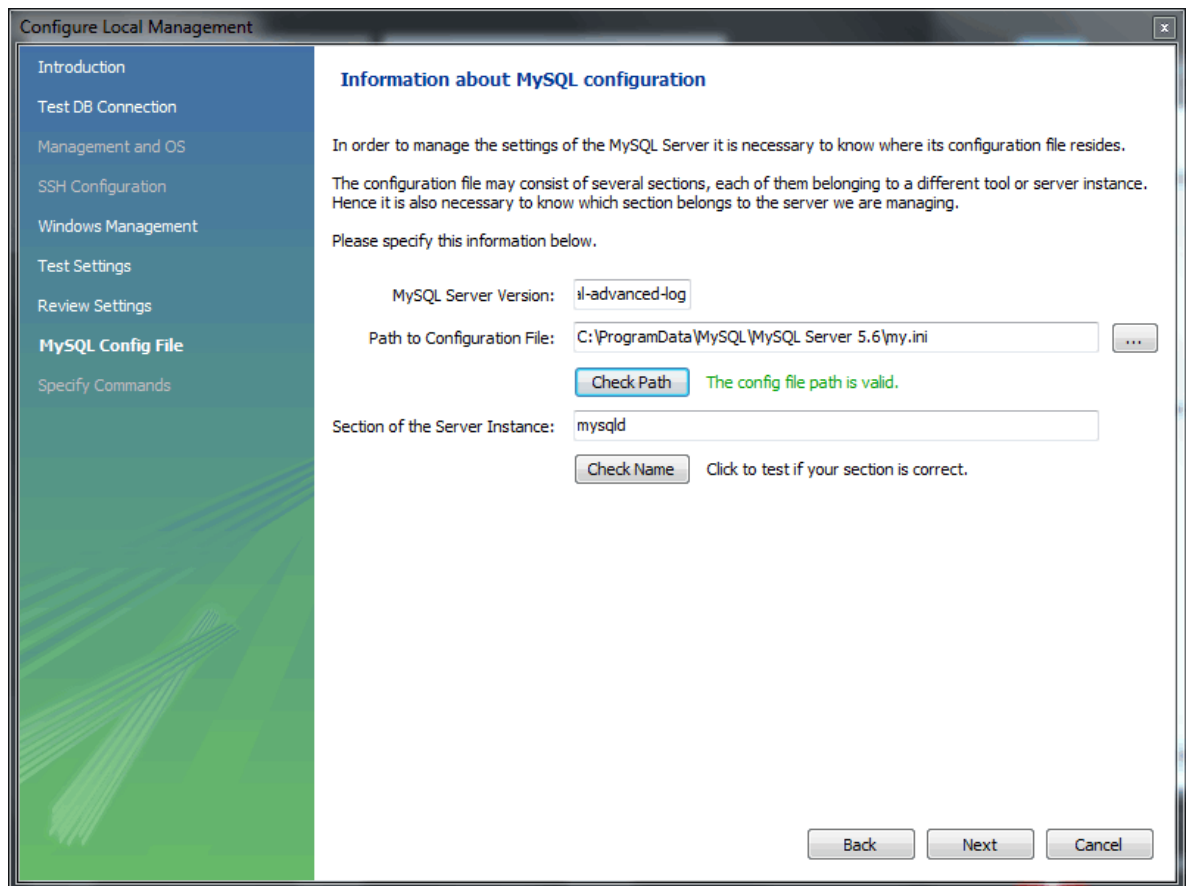 Configure Local Management
x
Introduction
Test DB Connection
Management and OS
SSH Configuration
Windows Management
Test Settings
Review Settings
MySQL Config File
Specify Commands
Information about MySQL configuration
In order to manage the settings of the MySQL Server it is necessary to know where its configuration file resides.
The configuration file may consist of several sections, each of them belonging to a different tool or server instance.
Hence it is also necessary to know which section belongs to the server we are managing.
Please specify this information below.
MySQL Server Version: al-advanced-log
Path to Configuration File: C:\ProgramData\MySQL\MySQL Server 5.6\my.ini ...
Check Path The config file path is valid.
Section of the Server Instance: mysqld
Check Name Click to test if your section is correct.
Back Next Cancel